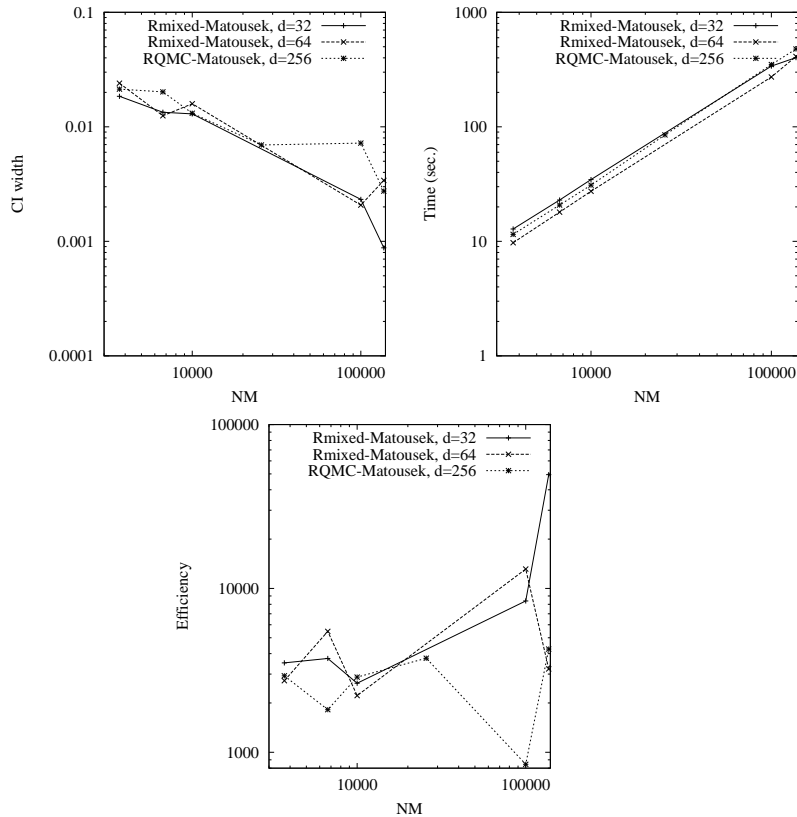 0.1
0.01
0.001
0.0001
CI width
Rmixed-Matousek, d=32
Rmixed-Matousek, d=64
RQMC-Matousek, d=256
10000
100000
NM
1000
100
10
1
Time (sec.)
Rmixed-Matousek, d=32
Rmixed-Matousek, d=64
RQMC-Matousek, d=256
10000
100000
NM
100000
10000
1000
Efficiency
Rmixed-Matousek, d=32
Rmixed-Matousek, d=64
RQMC-Matousek, d=256
10000
100000
NM